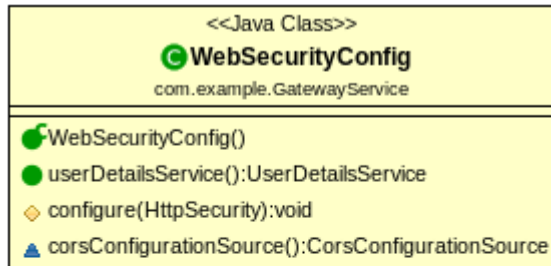 <<Java Class>>
WebSecurityConfig
com.example.GatewayService
WebSecurityConfig()
userDetailsService():UserDetailsService
configure(HttpSecurity):void
corsConfigurationSource():CorsConfigurationSource